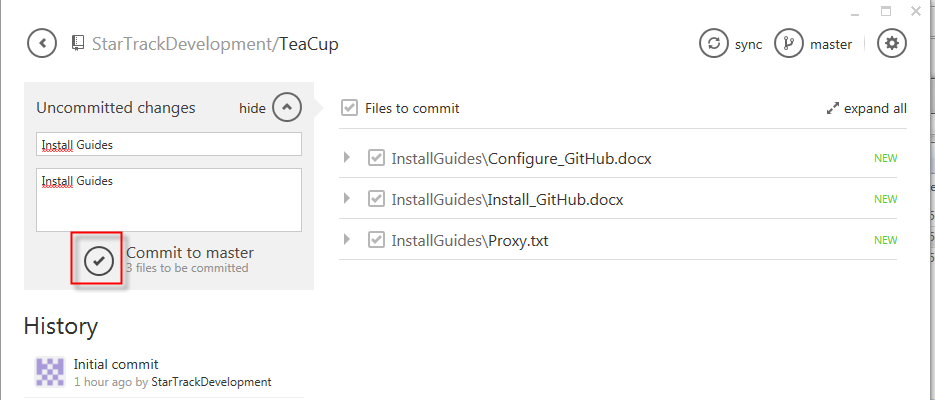 StarTrackDevelopment/TeaCup
sync
master
Uncommitted changes
hide
Install Guides
Install Guides
Commit to master
3 files to be committed
Files to commit
expand all
InstallGuides\Configure_GitHub.docx
NEW
InstallGuides\Install_GitHub.docx
NEW
InstallGuides\Proxy.txt
NEW
History
Initial commit
1 hour ago by StarTrackDevelopment